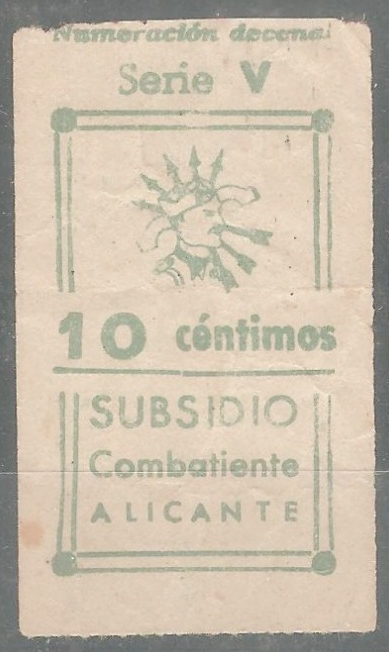 Numeración decenal
Serie V
10 céntimos
SUBSIDIO
Combatiente
ALICANTE